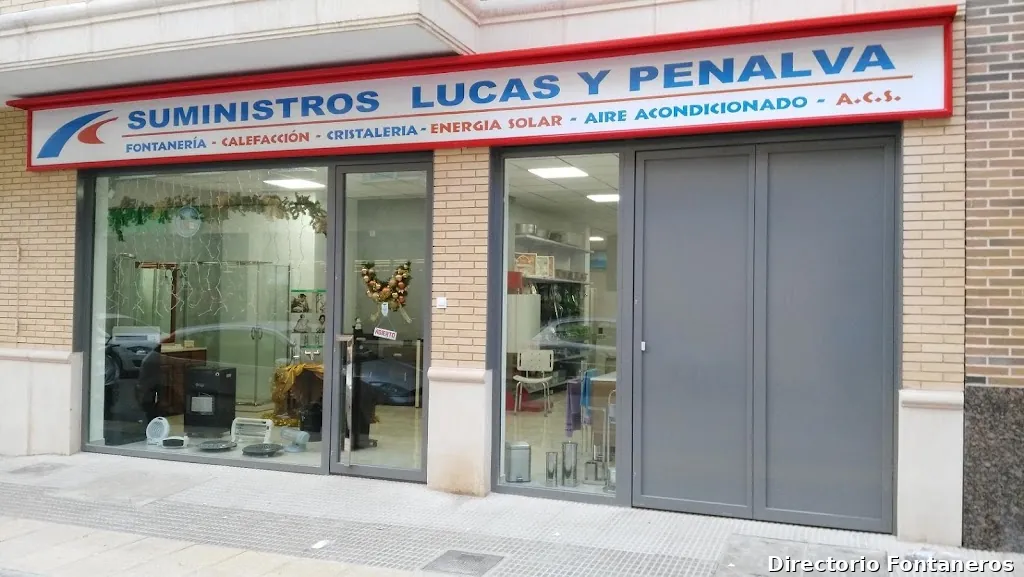 SUMINISTROS LUCAS Y PENALVA
FONTANERÍA - CALEFACCIÓN - CRISTALERIA - ENERGIA SOLAR - AIRE ACONDICIONADO - A.C.S.
ABIERTO
Directorio Fontaneros